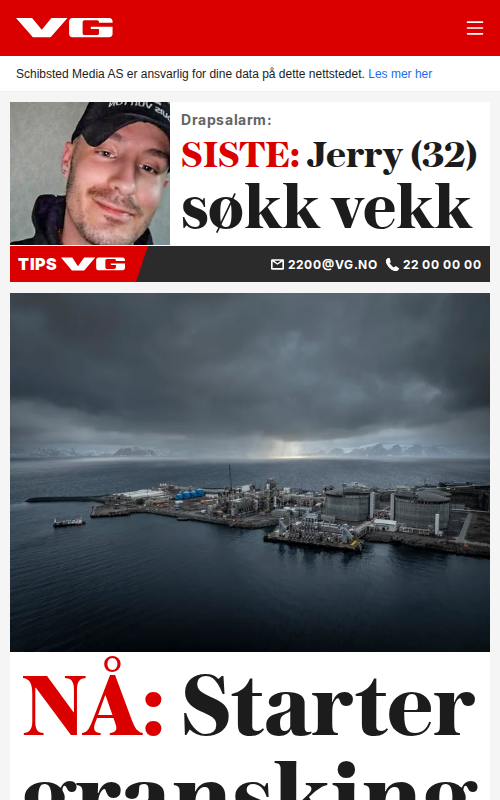 VG
Schibsted Media AS er ansvarlig for dine data på dette nettstedet. Les mer her
Drapsalarm:
SISTE: Jerry (32)
søkk vekk
TIPS VG
2200@VG.NO 22 00 00 00
NÅ: Starter
gransking